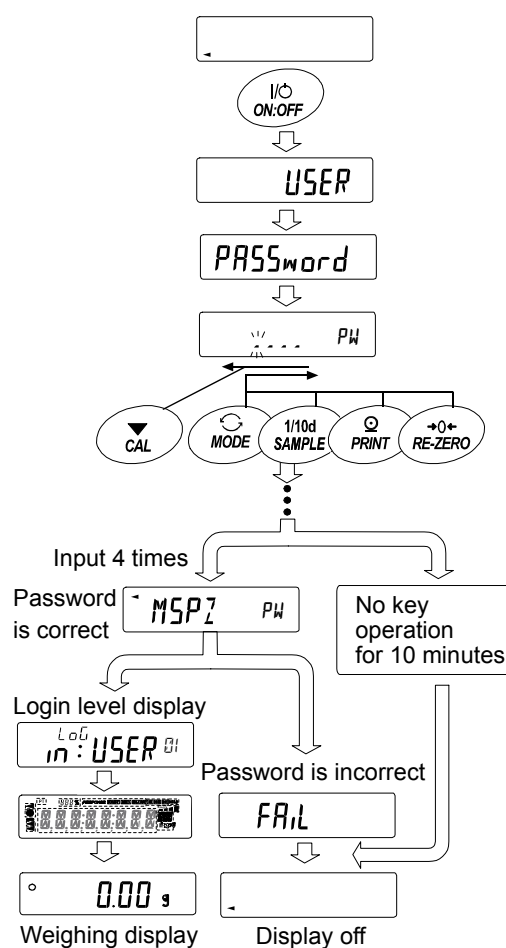 I/⏻
ON:OFF
USER
PASSword
PW
CAL
MODE
1/10d
SAMPLE
PRINT
→0←
RE-ZERO
Input 4 times
Password
is correct
MSPZ PW
No key
operation
for 10 minutes
Login level display
LoG
in:USER 01
Password is incorrect
FAiL
0.00 g
Weighing display
Display off